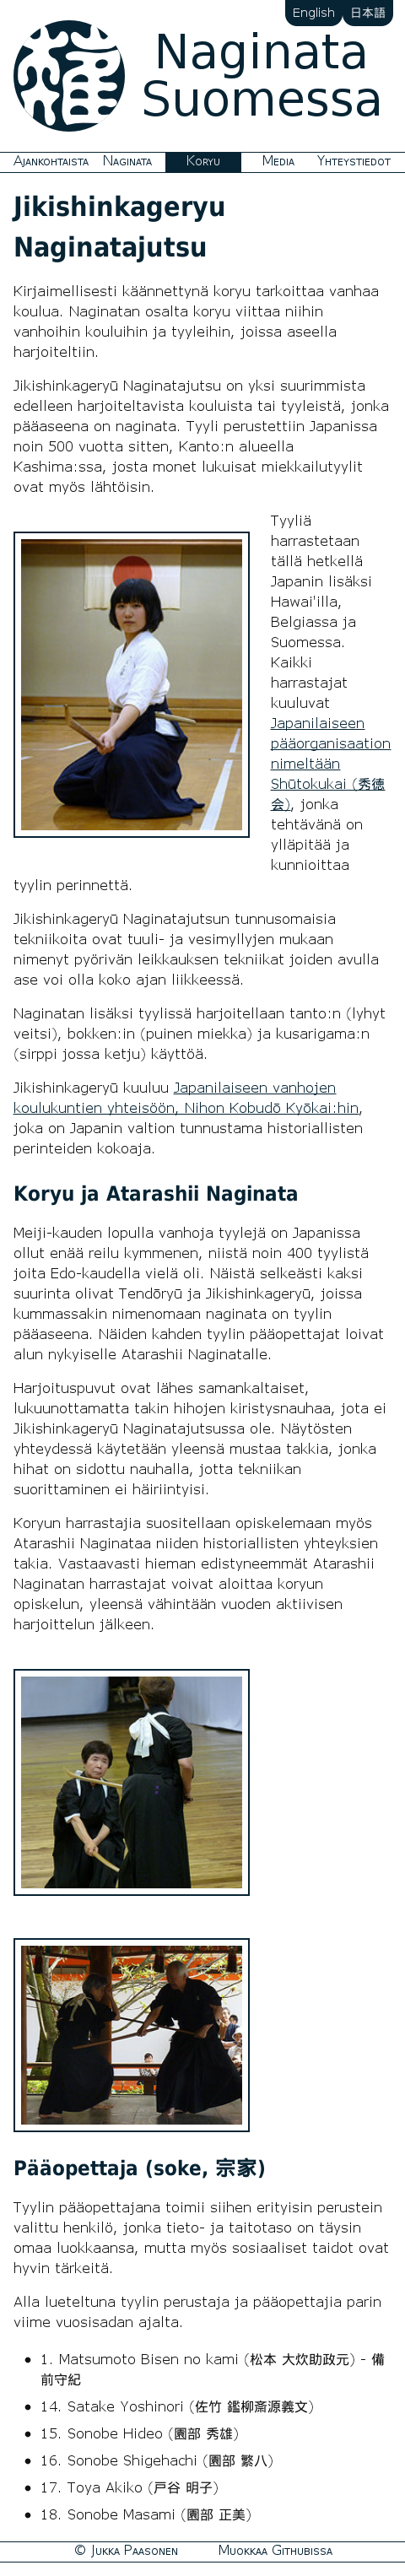 English 日本語
Naginata
Suomessa
Ajankohtaista Naginata Koryu Media Yhteystiedot
Jikishinkageryu
Naginatajutsu
Kirjaimellisesti käännettynä koryu tarkoittaa vanhaa
koulua. Naginatan osalta koryu viittaa niihin
vanhoihin kouluihin ja tyyleihin, joissa aseella
harjoiteltiin.
Jikishinkageryū Naginatajutsu on yksi suurimmista
edelleen harjoiteltavista kouluista tai tyyleistä, jonka
pääaseena on naginata. Tyyli perustettiin Japanissa
noin 500 vuotta sitten, Kanto:n alueella
Kashima:ssa, josta monet lukuisat miekkailutyylit
ovat myös lähtöisin.
Tyyliä
harrastetaan
tällä hetkellä
Japanin lisäksi
Hawai'illa,
Belgiassa ja
Suomessa.
Kaikki
harrastajat
kuuluvat
Japanilaiseen
pääorganisaation
nimeltään
Shūtokukai (秀徳
会), jonka
tehtävänä on
ylläpitää ja
kunnioittaa
tyylin perinnettä.
Jikishinkageryū Naginatajutsun tunnusomaisia
tekniikoita ovat tuuli- ja vesimyllyjen mukaan
nimenyt pyörivän leikkauksen tekniikat joiden avulla
ase voi olla koko ajan liikkeessä.
Naginatan lisäksi tyylissä harjoitellaan tanto:n (lyhyt
veitsi), bokken:in (puinen miekka) ja kusarigama:n
(sirppi jossa ketju) käyttöä.
Jikishinkageryū kuuluu Japanilaiseen vanhojen
koulukuntien yhteisöön, Nihon Kobudō Kyōkai:hin,
joka on Japanin valtion tunnustama historiallisten
perinteiden kokoaja.
Koryu ja Atarashii Naginata
Meiji-kauden lopulla vanhoja tyylejä on Japanissa
ollut enää reilu kymmenen, niistä noin 400 tyylistä
joita Edo-kaudella vielä oli. Näistä selkeästi kaksi
suurinta olivat Tendōryū ja Jikishinkageryū, joissa
kummassakin nimenomaan naginata on tyylin
pääaseena. Näiden kahden tyylin pääopettajat loivat
alun nykyiselle Atarashii Naginatalle.
Harjoituspuvut ovat lähes samankaltaiset,
lukuunottamatta takin hihojen kiristysnauhaa, jota ei
Jikishinkageryū Naginatajutsussa ole. Näytösten
yhteydessä käytetään yleensä mustaa takkia, jonka
hihat on sidottu nauhalla, jotta tekniikan
suorittaminen ei häiriintyisi.
Koryun harrastajia suositellaan opiskelemaan myös
Atarashii Naginataa niiden historiallisten yhteyksien
takia. Vastaavasti hieman edistyneemmät Atarashii
Naginatan harrastajat voivat aloittaa koryun
opiskelun, yleensä vähintään vuoden aktiivisen
harjoittelun jälkeen.
Pääopettaja (soke, 宗家)
Tyylin pääopettajana toimii siihen erityisin perustein
valittu henkilö, jonka tieto- ja taitotaso on täysin
omaa luokkaansa, mutta myös sosiaaliset taidot ovat
hyvin tärkeitä.
Alla lueteltuna tyylin perustaja ja pääopettajia parin
viime vuosisadan ajalta.
• 1. Matsumoto Bisen no kami (松本 大炊助政元) - 備
前守紀
• 14. Satake Yoshinori (佐竹 鑑柳斎源義文)
• 15. Sonobe Hideo (園部 秀雄)
• 16. Sonobe Shigehachi (園部 繁八)
• 17. Toya Akiko (戸谷 明子)
• 18. Sonobe Masami (園部 正美)
© Jukka Paasonen Muokkaa Githubissa